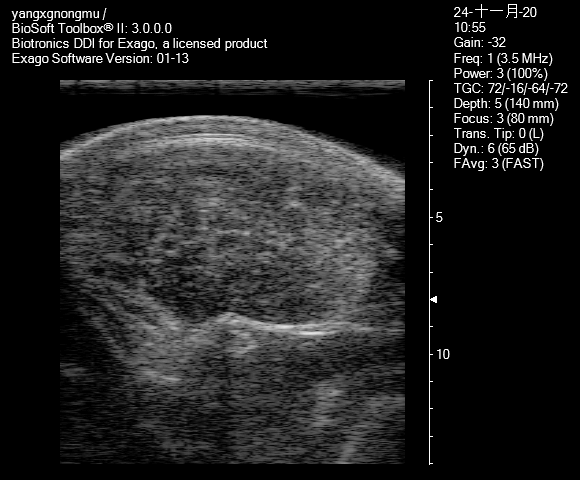 yangxgnongmu /
BioSoft Toolbox® II: 3.0.0.0
Biotronics DDI for Exago, a licensed product
Exago Software Version: 01-13
24-十一月-20
10:55
Gain: -32
Freq: 1 (3.5 MHz)
Power: 3 (100%)
TGC: 72/-16/-64/-72
Depth: 5 (140 mm)
Focus: 3 (80 mm)
Trans. Tip: 0 (L)
Dyn.: 6 (65 dB)
FAvg: 3 (FAST)
5
10